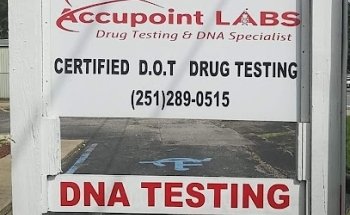 Accupoint LABS
Drug Testing & DNA Specialist
CERTIFIED D.O.T DRUG TESTING
(251)289-0515
DNA TESTING